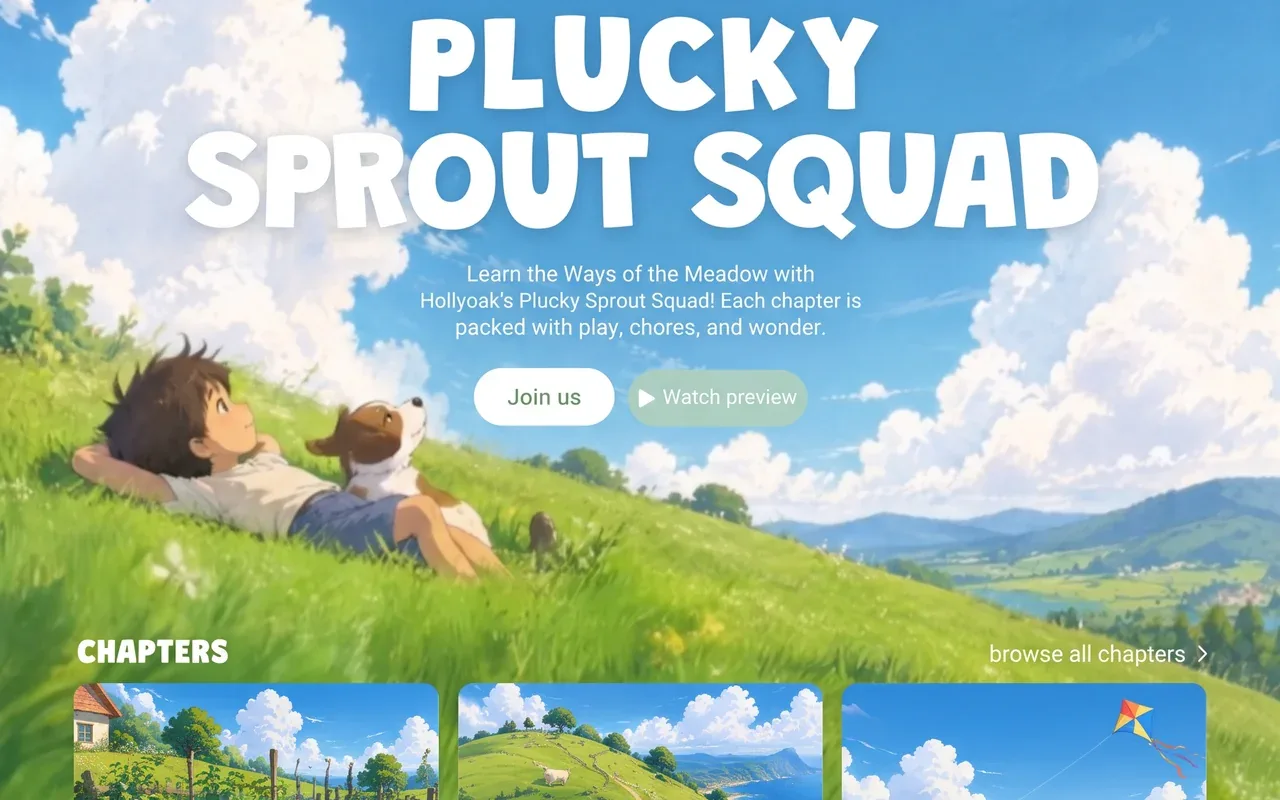 PLUCKY
SPROUT SQUAD
Learn the Ways of the Meadow with
Hollyoak's Plucky Sprout Squad! Each chapter is
packed with play, chores, and wonder.
Join us
Watch preview
CHAPTERS
browse all chapters